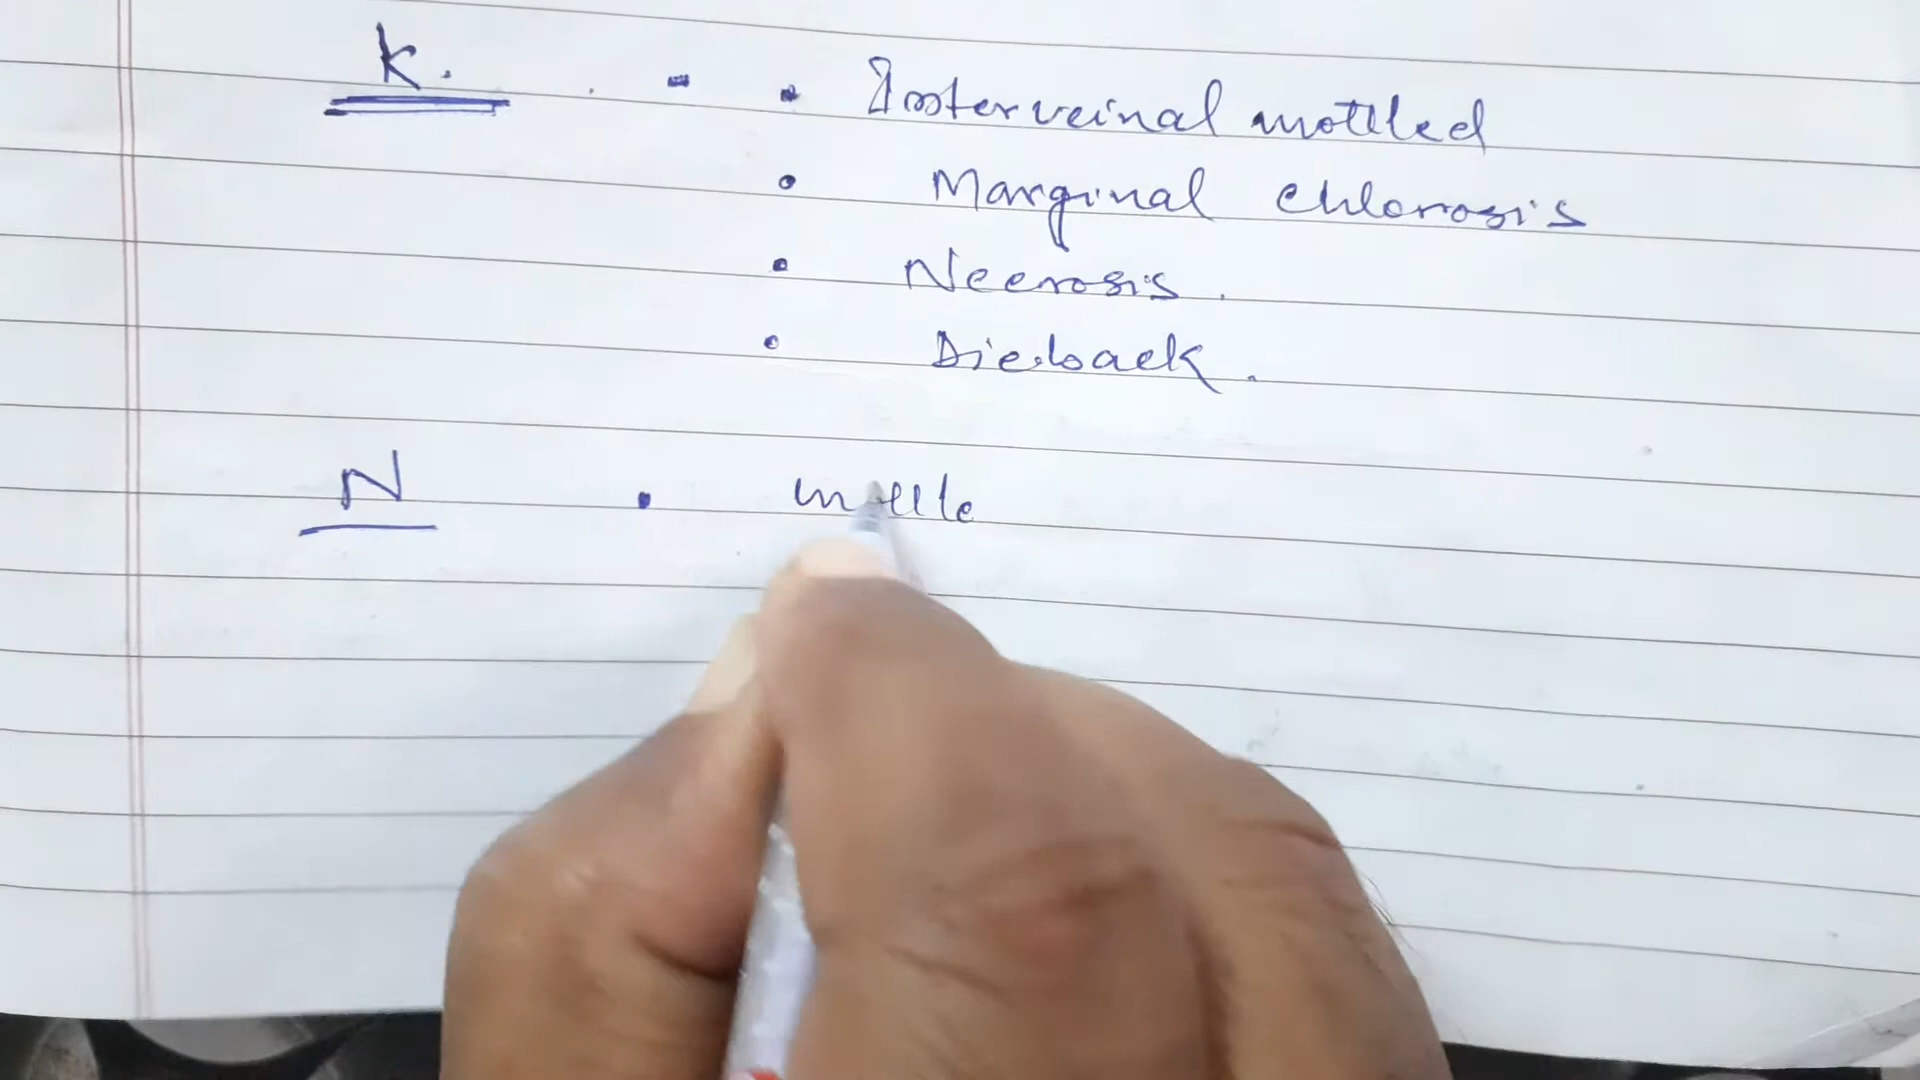 K. - • Interveinal mottled
• Marginal chlorosis
• Necrosis.
• Dieback.
N •